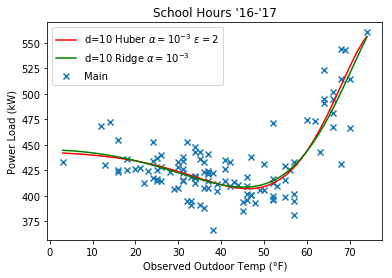 School Hours '16-'17
d=10 Huber α = 10⁻³ ε = 2
d=10 Ridge α = 10⁻³
Main
Power Load (kW)
550
525
500
475
450
425
400
375
0 10 20 30 40 50 60 70
Observed Outdoor Temp (°F)